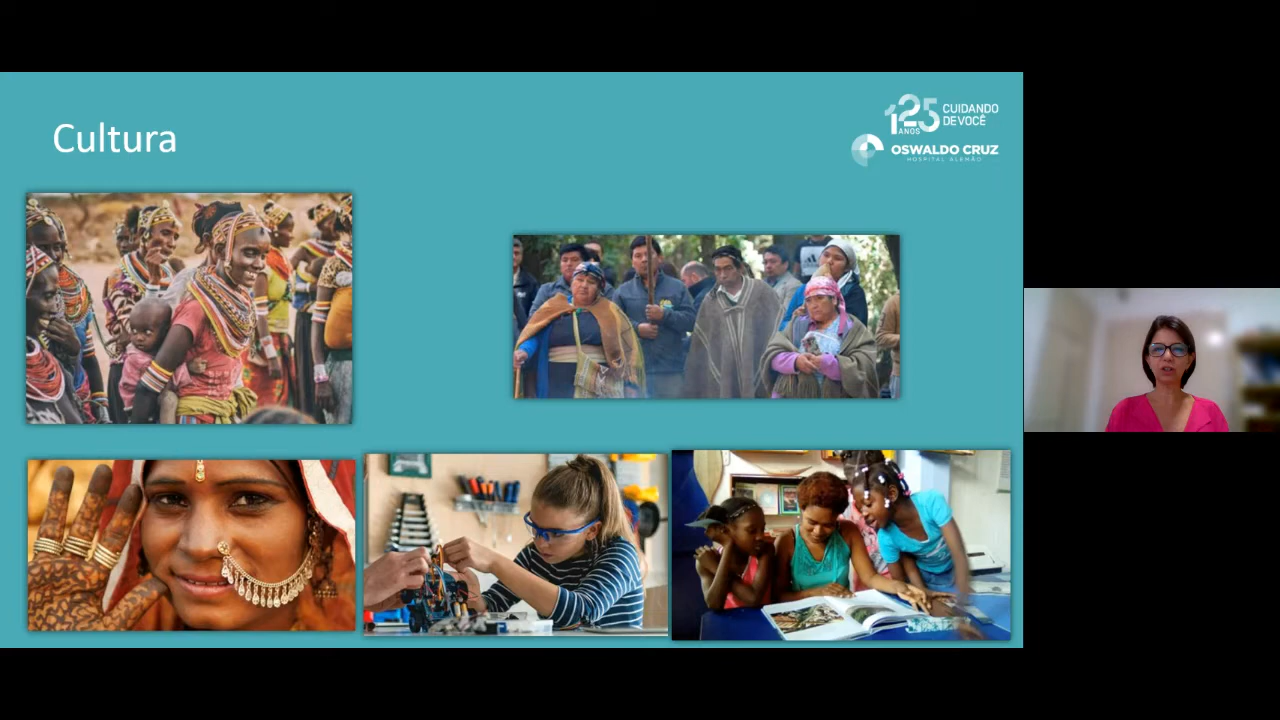 Cultura
125 ANOS
CUIDANDO
DE VOCÊ
OSWALDO CRUZ
HOSPITAL ALEMÃO